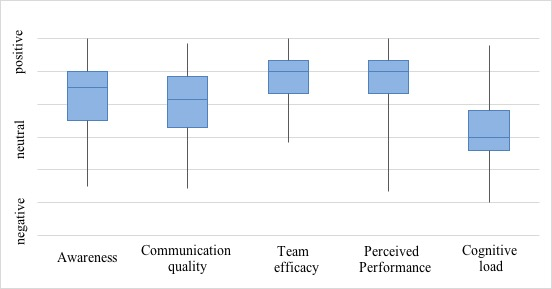 positive
neutral
negative
Awareness
Communication
quality
Team
efficacy
Perceived
Performance
Cognitive
load